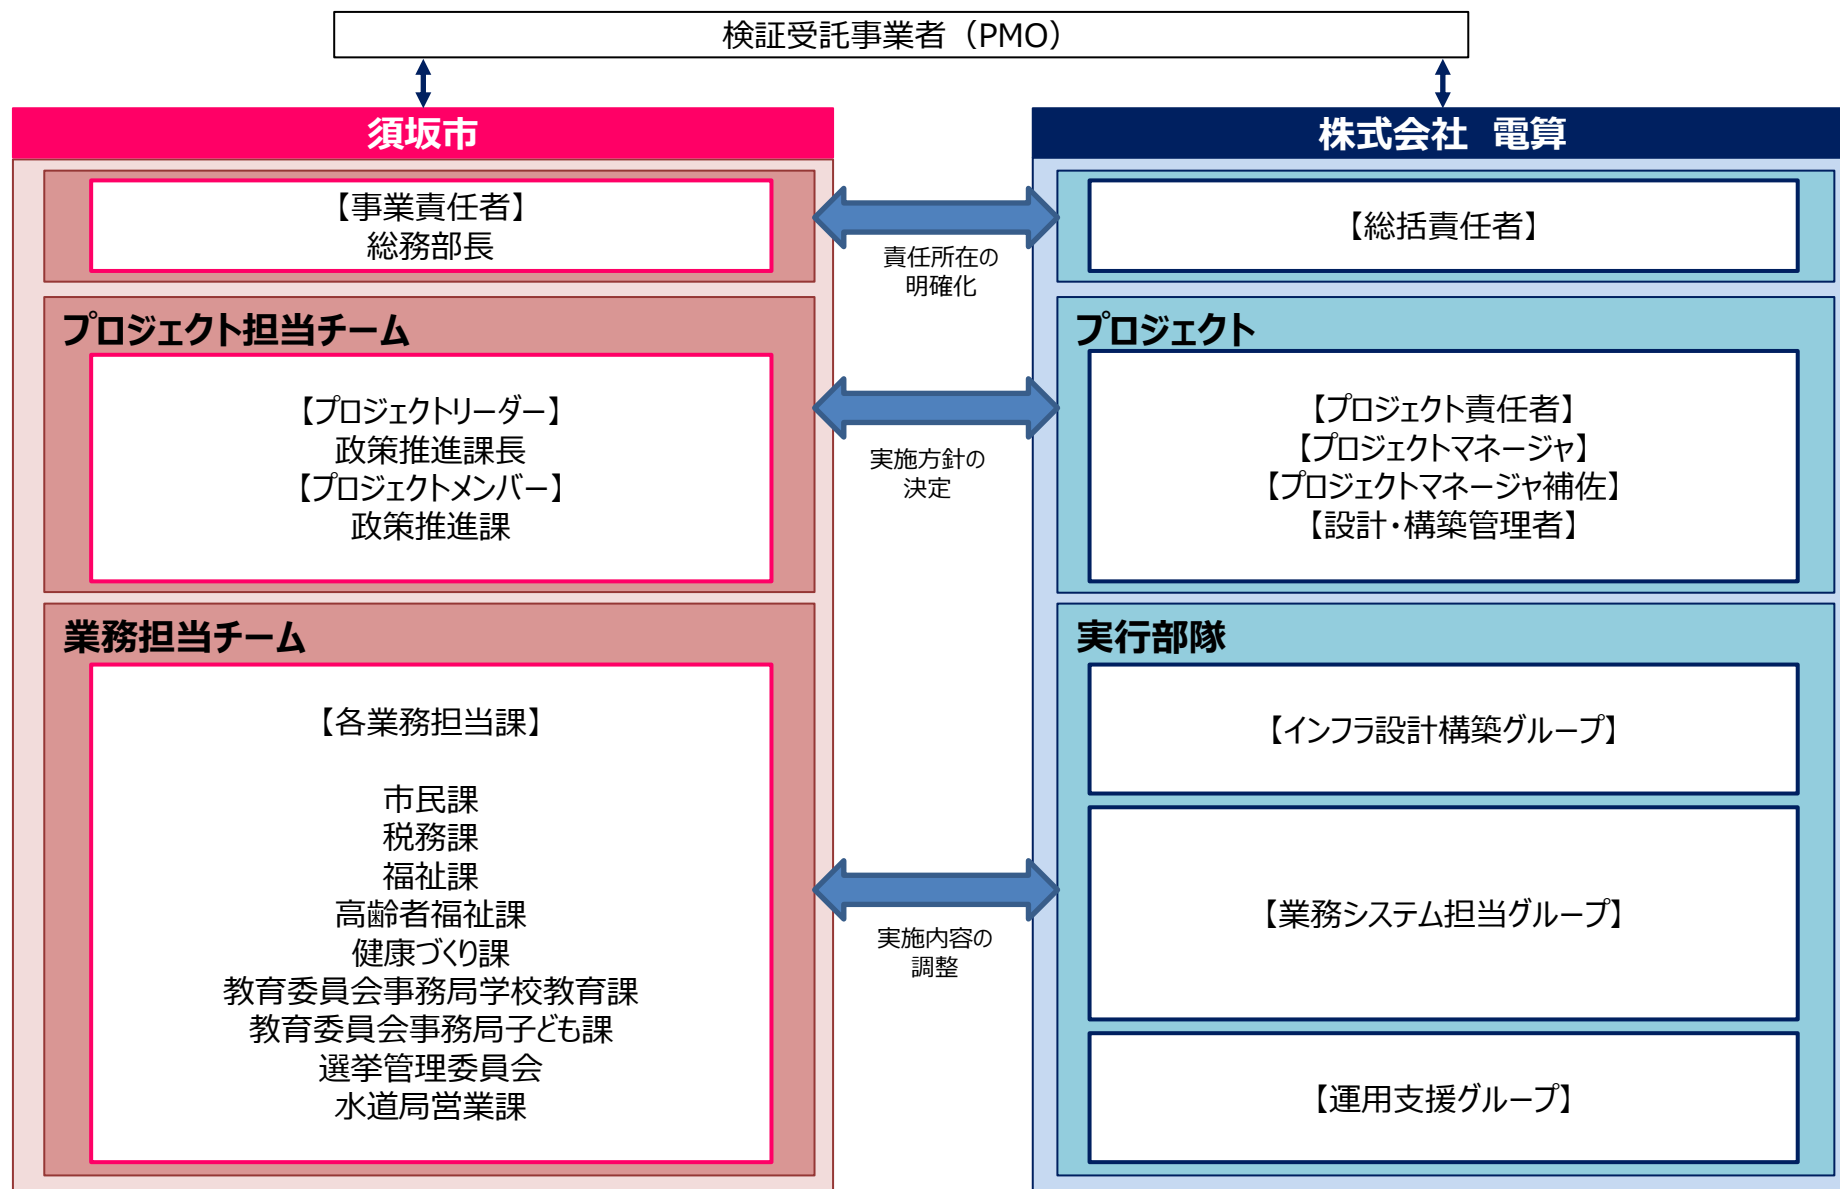 検証受託事業者（PMO）
須坂市
【事業責任者】
総務部長
プロジェクト担当チーム
【プロジェクトリーダー】
政策推進課長
【プロジェクトメンバー】
政策推進課
業務担当チーム
【各業務担当課】
市民課
税務課
福祉課
高齢者福祉課
健康づくり課
教育委員会事務局学校教育課
教育委員会事務局子ども課
選挙管理委員会
水道局営業課
責任所在の
明確化
実施方針の
決定
実施内容の
調整
株式会社　電算
【総括責任者】
プロジェクト
【プロジェクト責任者】
【プロジェクトマネージャ】
【プロジェクトマネージャ補佐】
【設計・構築管理者】
実行部隊
【インフラ設計構築グループ】
【業務システム担当グループ】
【運用支援グループ】